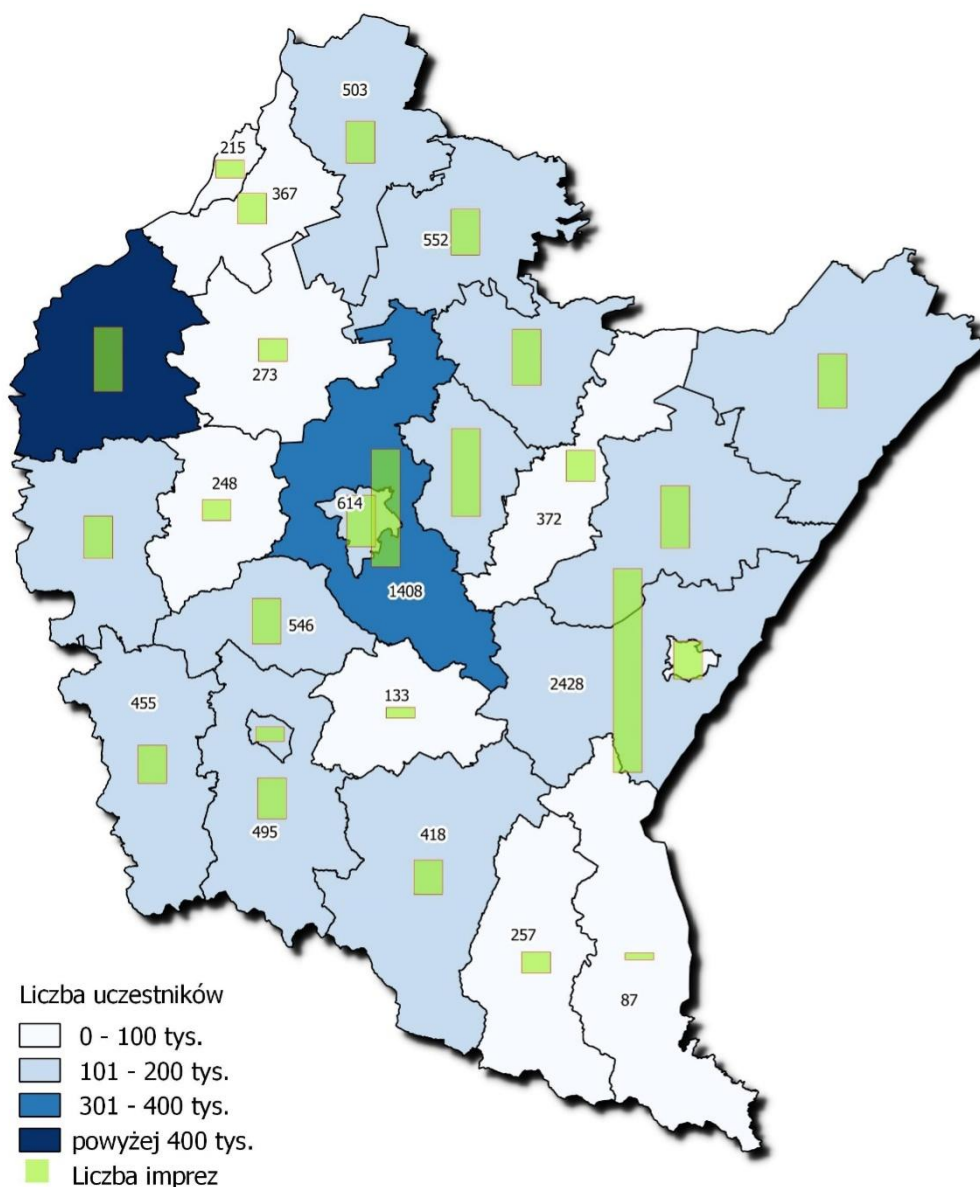 503
215
367
552
273
248
614
372
1408
546
133
2428
455
495
418
257
87
Liczba uczestników
0 - 100 tys.
101 - 200 tys.
301 - 400 tys.
powyżej 400 tys.
Liczba imprez